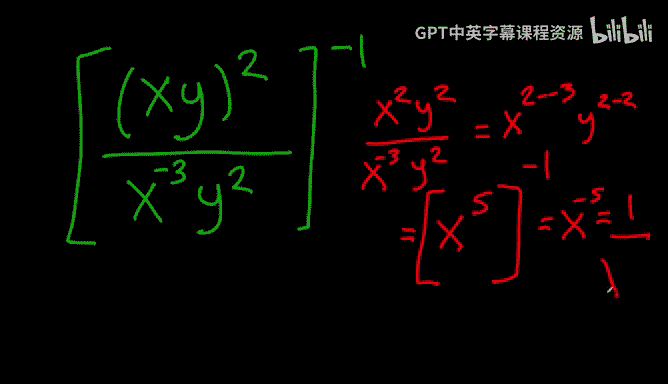 GPT中英字幕课程资源 bilibili
[(xy)^2 / (x^-3 y^2)]^-1
x^2 y^2 / (x^-3 y^2) = x^(2--3) y^(2-2)
= [x^5]^-1 = x^-5 = 1/